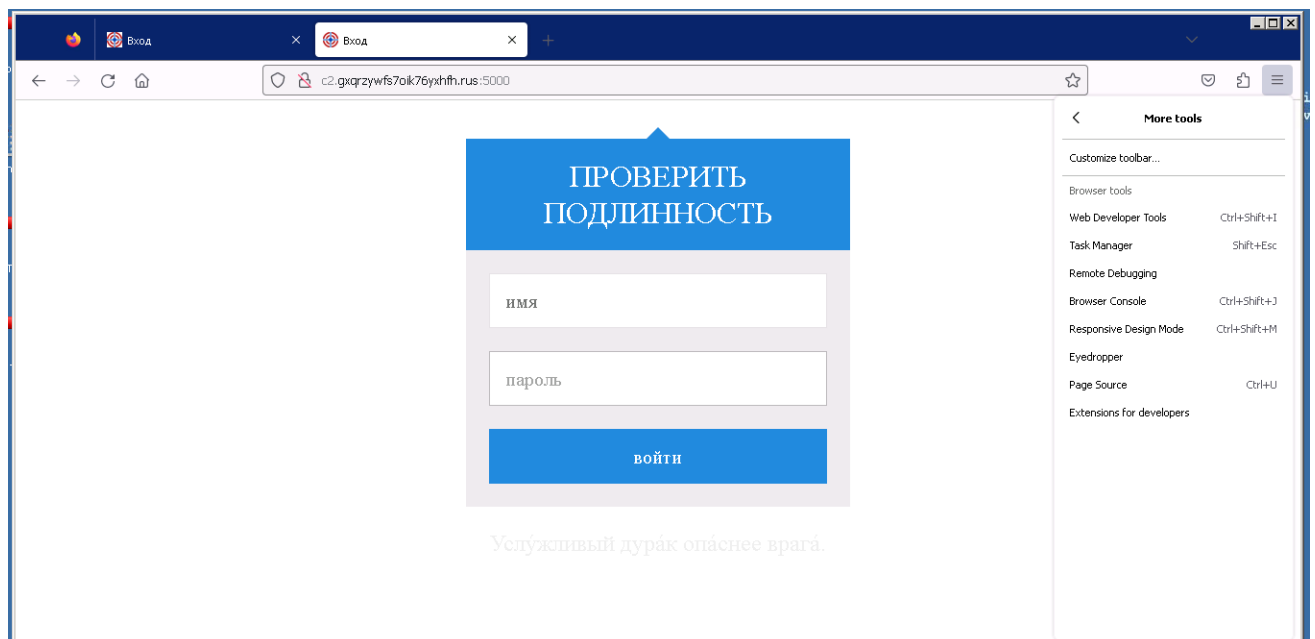 Вход
Вход
c2.gxqrzywfs7oik76yxhfh.rus:5000
More tools
Customize toolbar...
Browser tools
Web Developer Tools Ctrl+Shift+I
Task Manager Shift+Esc
Remote Debugging
Browser Console Ctrl+Shift+J
Responsive Design Mode Ctrl+Shift+M
Eyedropper
Page Source Ctrl+U
Extensions for developers
ПРОВЕРИТЬ
ПОДЛИННОСТЬ
имя
пароль
войти
Услу́жливый дура́к опа́снее врага́.